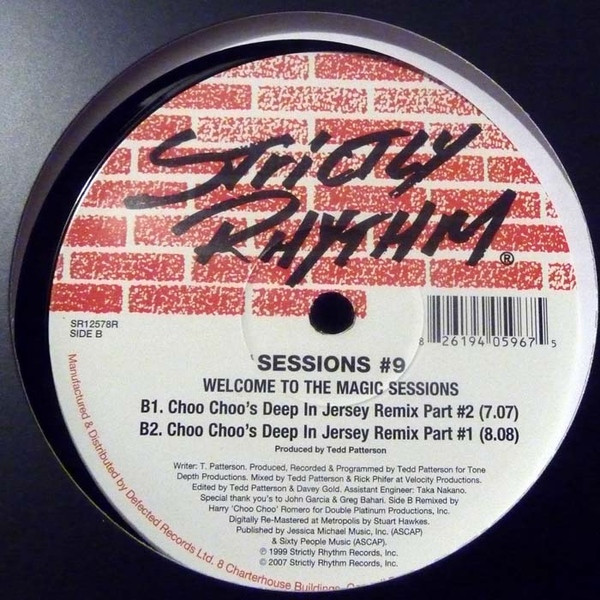 STRICTLY
RHYTHM®
SR12578R
SIDE B
8 26194 05967 5
SESSIONS #9
WELCOME TO THE MAGIC SESSIONS
B1. Choo Choo's Deep In Jersey Remix Part #2 (7.07)
B2. Choo Choo's Deep In Jersey Remix Part #1 (8.08)
Produced by Tedd Patterson
Writer: T. Patterson. Produced, Recorded & Programmed by Tedd Patterson for Tone
Depth Productions. Mixed by Tedd Patterson & Rick Phifer at Velocity Productions.
Edited by Tedd Patterson & Davey Gold. Assistant Engineer: Taka Nakano.
Special thank you's to John Garcia & Greg Bahari. Side B Remixed by
Harry 'Choo Choo' Romero for Double Platinum Productions, Inc.
Digitally Re-Mastered at Metropolis by Stuart Hawkes.
Published by Jessica Michael Music, Inc. (ASCAP)
& Sixty People Music (ASCAP).
℗ 1999 Strictly Rhythm Records, Inc.
© 2007 Strictly Rhythm Records, Inc.
Manufactured & Distributed by Defected Records Ltd. 8 Charterhouse Buildings,